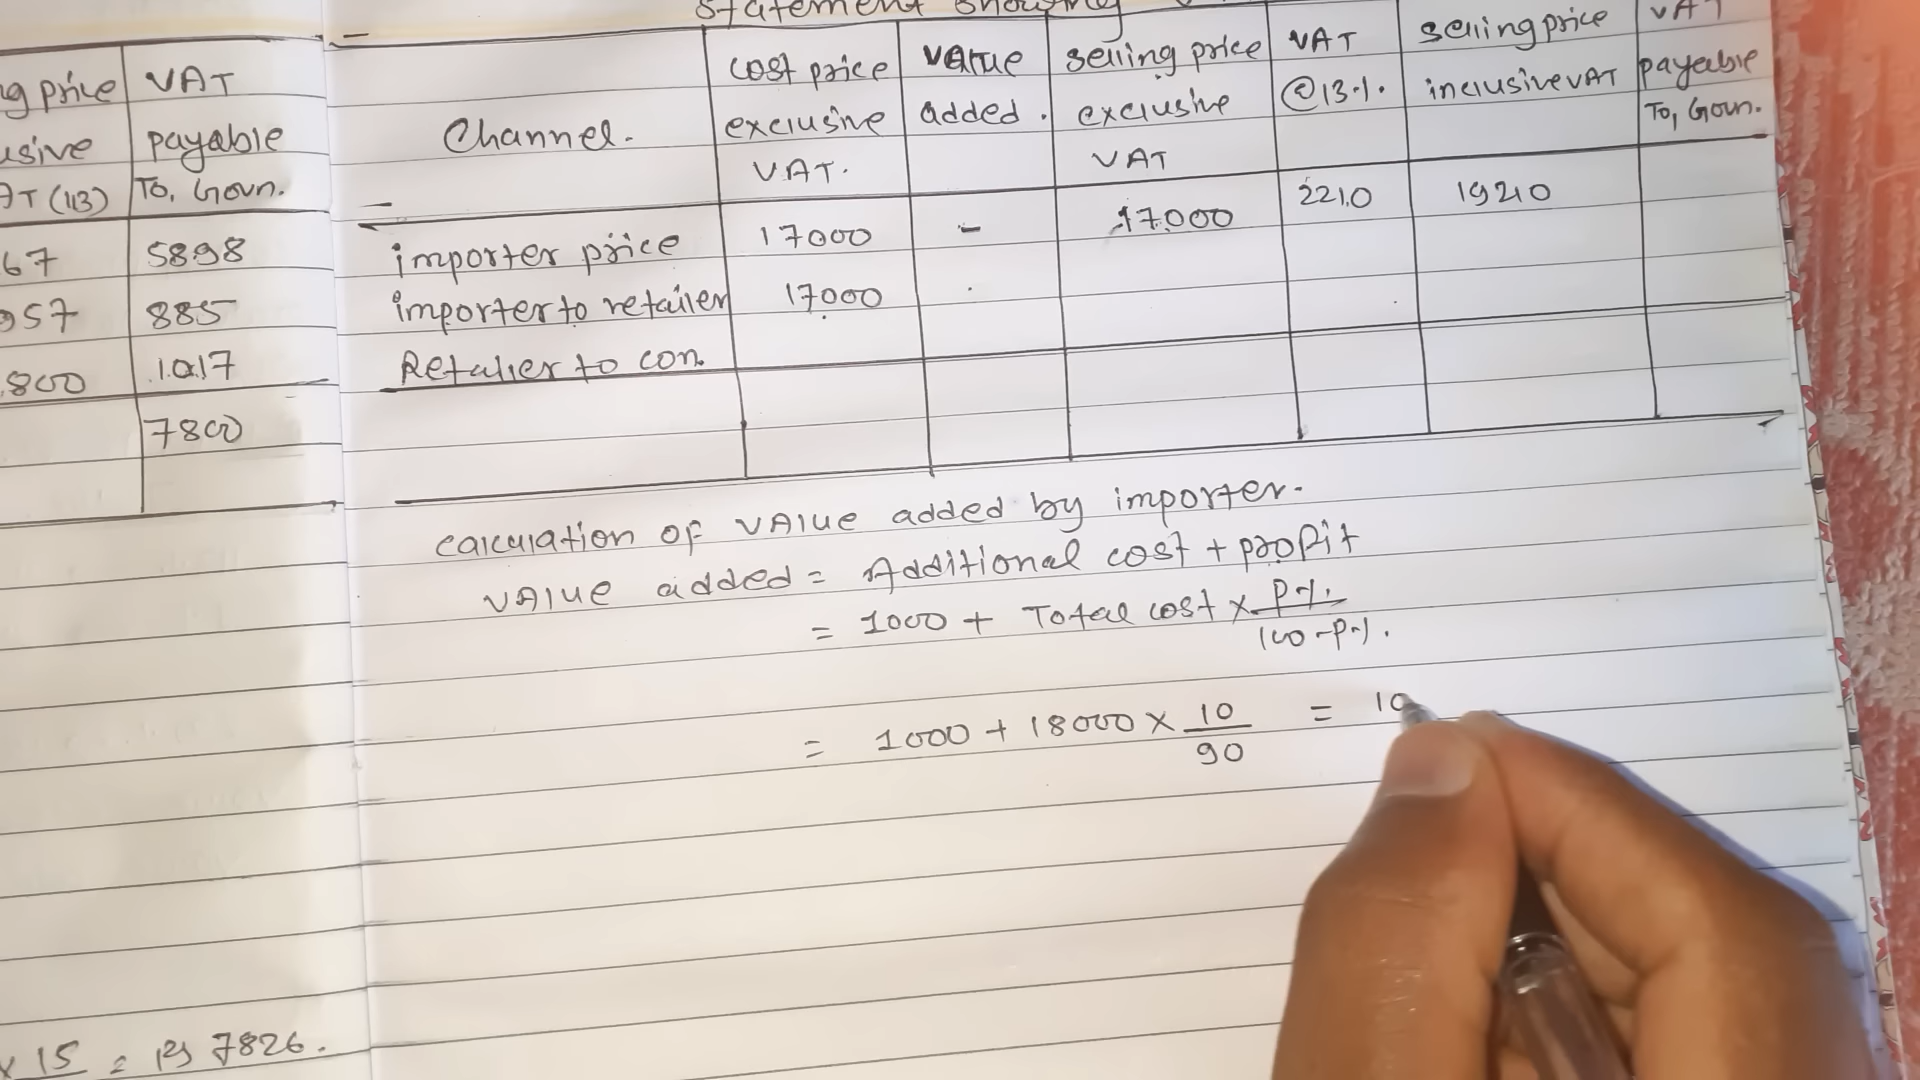 Statement showing
ng price VAT
usive payable
AT (113) To, Govn.
67 5898
957 885
800 1017
7800
Channel. cost price value selling price VAT selling price VAT
exclusive added. exclusive @13%. inclusive VAT payable
VAT. VAT To, Govn.
importer price 17000 - 17000 2210 19210
importer to retailer 17000
Retalier to con.
calculation of value added by importer.
value added = Additional cost + profit
= 1000 + Total cost × P%. / 100-P%.
= 1000 + 18000 × 10 / 90 = 10
× 15 = Rs 7826.